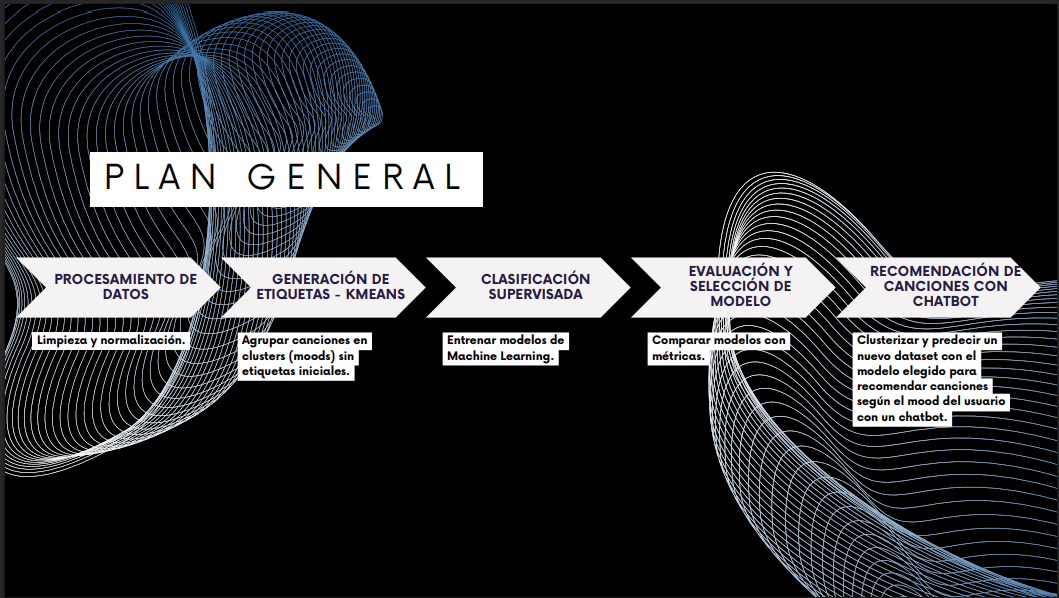 PLAN GENERAL
PROCESAMIENTO DE
DATOS
Limpieza y normalización.
GENERACIÓN DE
ETIQUETAS - KMEANS
Agrupar canciones en
clusters (moods) sin
etiquetas iniciales.
CLASIFICACIÓN
SUPERVISADA
Entrenar modelos de
Machine Learning.
EVALUACIÓN Y
SELECCIÓN DE
MODELO
Comparar modelos con
métricas.
RECOMENDACIÓN DE
CANCIONES CON
CHATBOT
Clusterizar y predecir un
nuevo dataset con el
modelo elegido para
recomendar canciones
según el mood del usuario
con un chatbot.